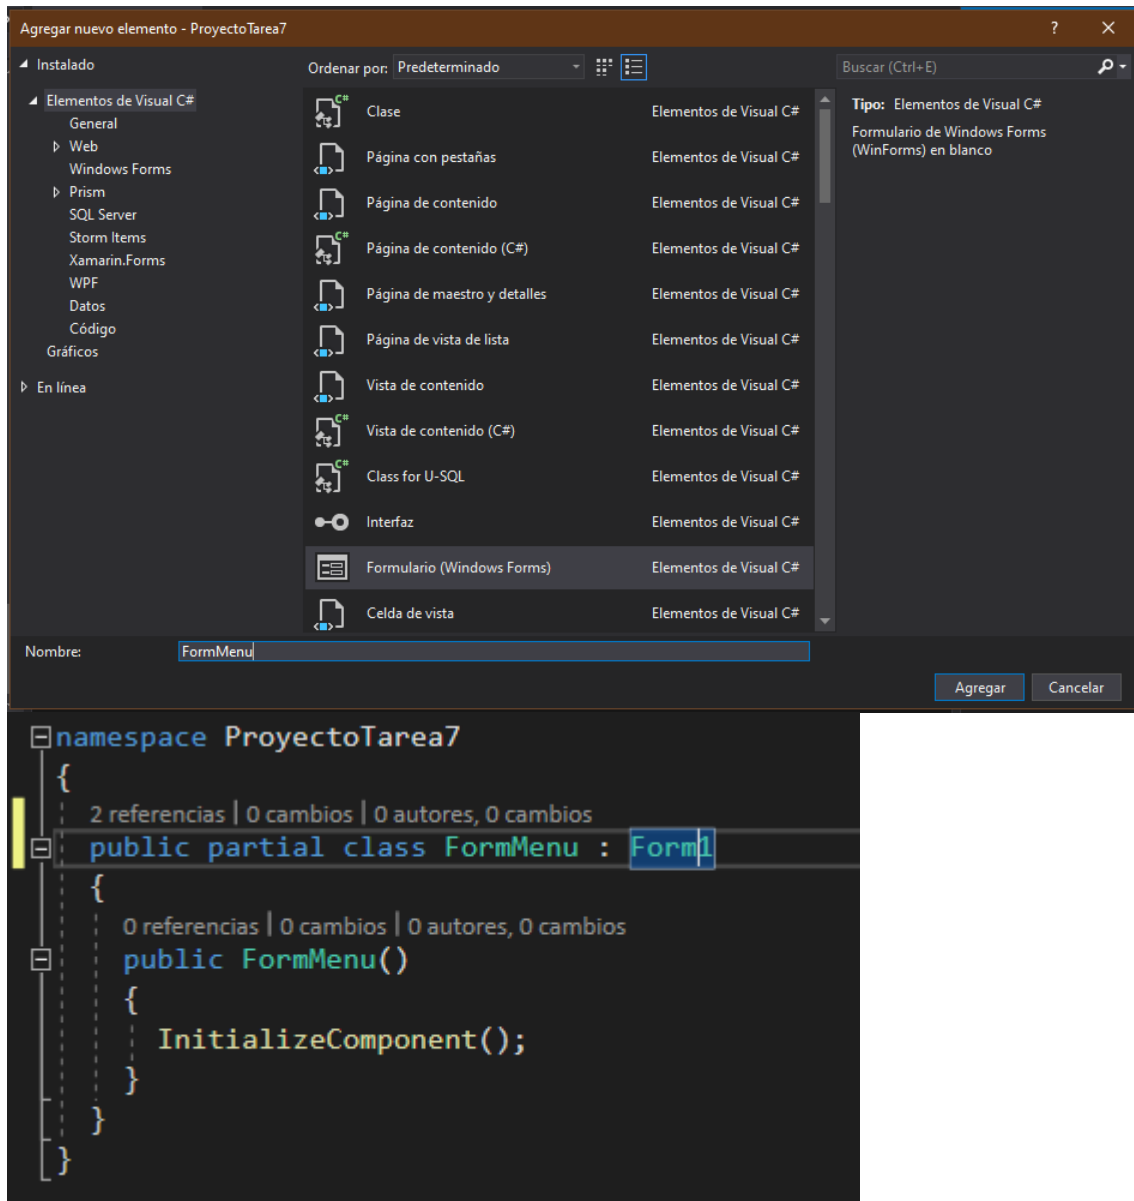 Agregar nuevo elemento - ProyectoTarea7 ? ×
Instalado
Ordenar por: Predeterminado
Buscar (Ctrl+E)
Elementos de Visual C#
General
Web
Windows Forms
Prism
SQL Server
Storm Items
Xamarin.Forms
WPF
Datos
Código
Gráficos
En línea
C# Clase Elementos de Visual C#
Página con pestañas Elementos de Visual C#
Página de contenido Elementos de Visual C#
C# Página de contenido (C#) Elementos de Visual C#
Página de maestro y detalles Elementos de Visual C#
Página de vista de lista Elementos de Visual C#
Vista de contenido Elementos de Visual C#
C# Vista de contenido (C#) Elementos de Visual C#
C# Class for U-SQL Elementos de Visual C#
Interfaz Elementos de Visual C#
Formulario (Windows Forms) Elementos de Visual C#
Celda de vista Elementos de Visual C#
Tipo: Elementos de Visual C#
Formulario de Windows Forms
(WinForms) en blanco
Nombre: FormMenu
Agregar Cancelar
namespace ProyectoTarea7
{
2 referencias | 0 cambios | 0 autores, 0 cambios
public partial class FormMenu : Form1
{
0 referencias | 0 cambios | 0 autores, 0 cambios
public FormMenu()
{
InitializeComponent();
}
}
}